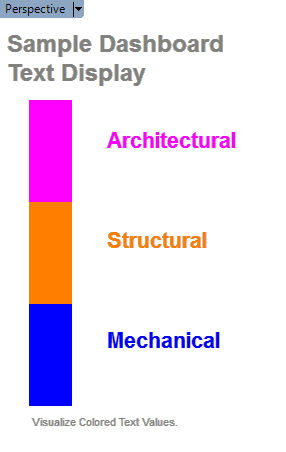 Perspective
Sample Dashboard
Text Display
Architectural
Structural
Mechanical
Visualize Colored Text Values.